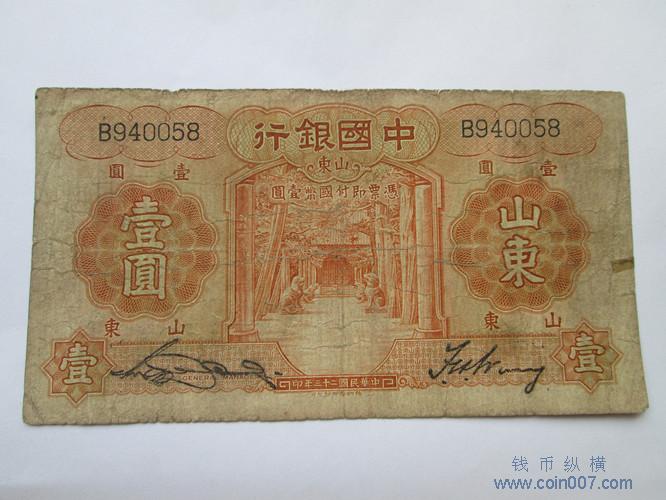 B940058
中國銀行
B940058
山東
壹圓
憑票即付國幣壹圓
壹圓
壹圓
山東
山東
山東
壹
壹
GENERAL MANAGER
中華民國二十三年印
钱币纵横
www.coin007.com